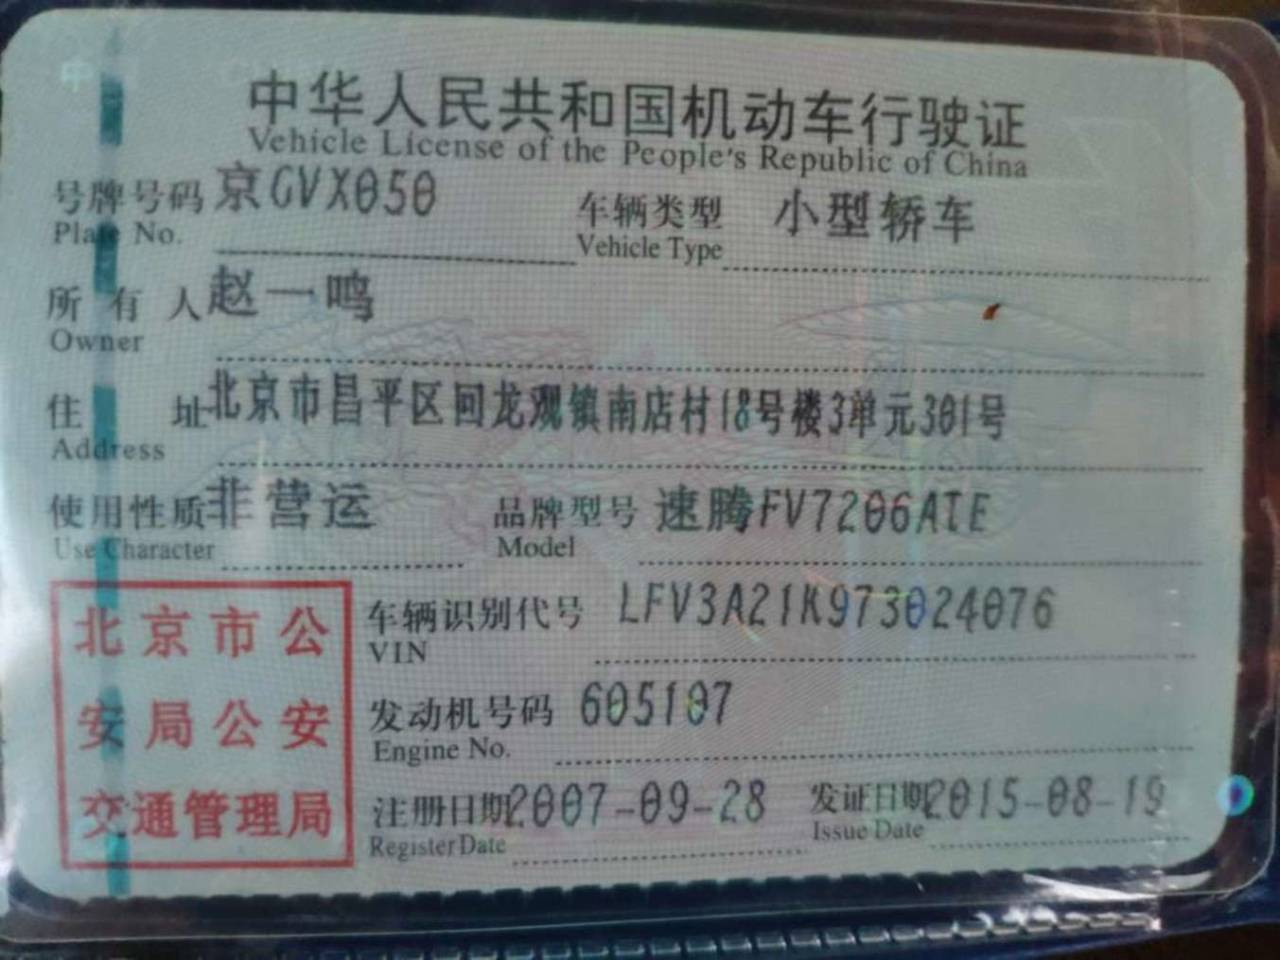 中华人民共和国机动车行驶证
Vehicle License of the People's Republic of China
号牌号码 京GVX050 车辆类型 小型轿车
Plate No. Vehicle Type
所有人 赵一鸣
Owner
住址 北京市昌平区回龙观镇南店村18号楼3单元301号
Address
使用性质 非营运 品牌型号 速腾FV7206ATE
Use Character Model
车辆识别代号 LFV3A21K973024076
VIN
发动机号码 605107
Engine No.
注册日期 2007-09-28 发证日期 2015-08-19
Register Date Issue Date
北京市公
安局公安
交通管理局